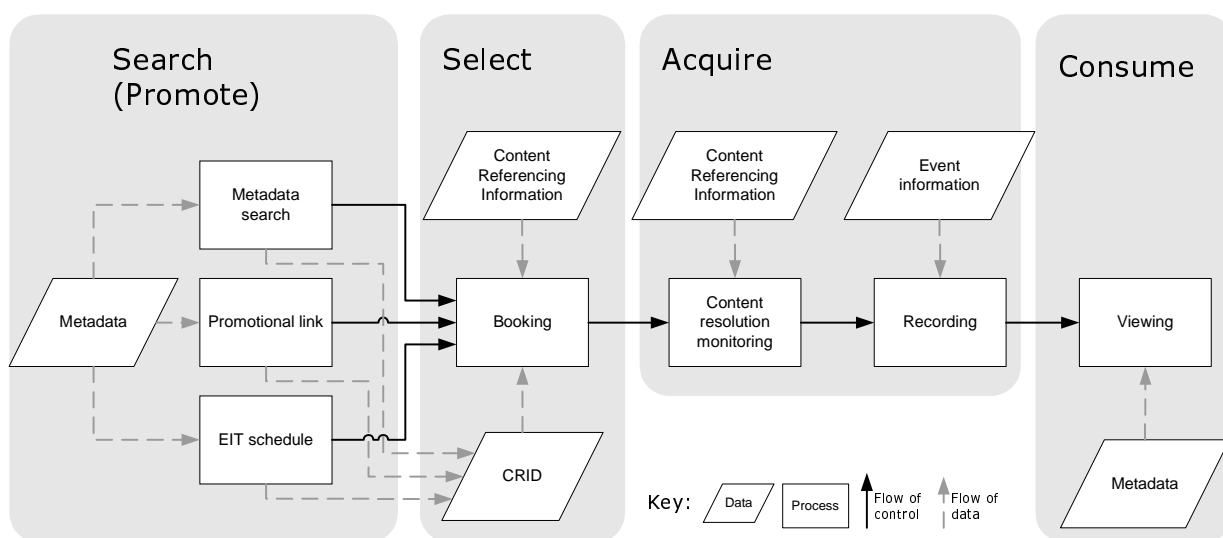 Search
(Promote)
Select
Acquire
Consume
Content
Referencing
Information
Content
Referencing
Information
Event
information
Metadata
search
Metadata
Promotional link
Booking
Content
resolution
monitoring
Recording
Viewing
EIT schedule
CRID
Metadata
Key:
Data
Process
Flow of
control
Flow of
data